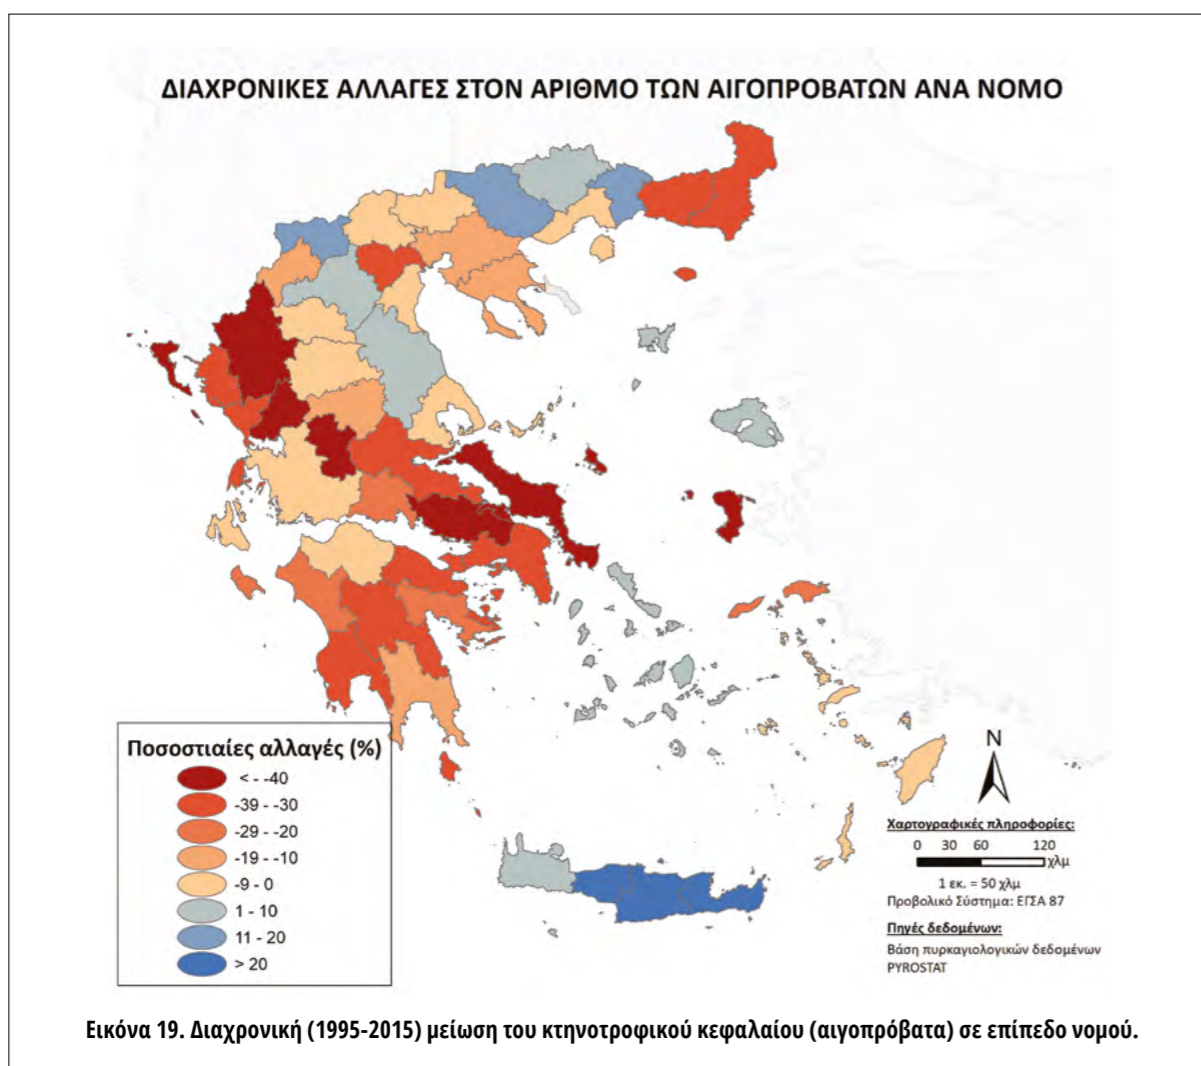 ΔΙΑΧΡΟΝΙΚΕΣ ΑΛΛΑΓΕΣ ΣΤΟΝ ΑΡΙΘΜΟ ΤΩΝ ΑΙΓΟΠΡΟΒΑΤΩΝ ΑΝΑ ΝΟΜΟ
Ποσοστιαίες αλλαγές (%)
< - -40
-39 - -30
-29 - -20
-19 - -10
-9 - 0
1 - 10
11 - 20
> 20
N
Χαρτογραφικές πληροφορίες:
0 30 60 120
χλμ
1 εκ. = 50 χλμ
Προβολικό Σύστημα: ΕΓΣΑ 87
Πηγές δεδομένων:
Βάση πυρκαγιολογικών δεδομένων
PYROSTAT
Εικόνα 19. Διαχρονική (1995-2015) μείωση του κτηνοτροφικού κεφαλαίου (αιγοπρόβατα) σε επίπεδο νομού.